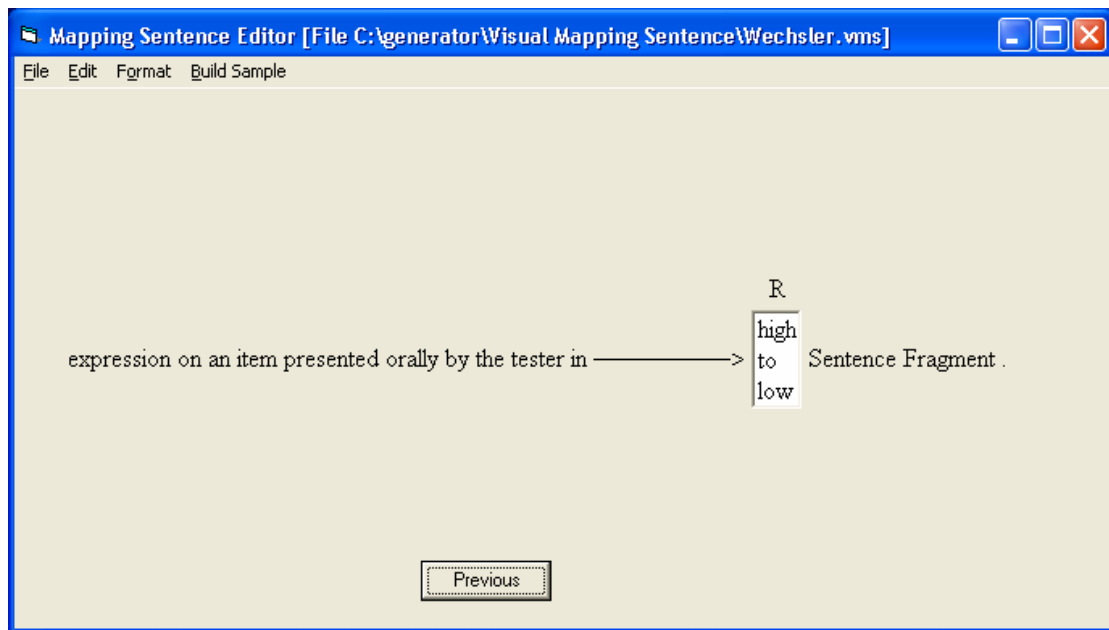 Mapping Sentence Editor [File C:\generator\Visual Mapping Sentence\Wechsler.vms]
File Edit Format Build Sample
R
high
expression on an item presented orally by the tester in ————> to Sentence Fragment .
low
Previous